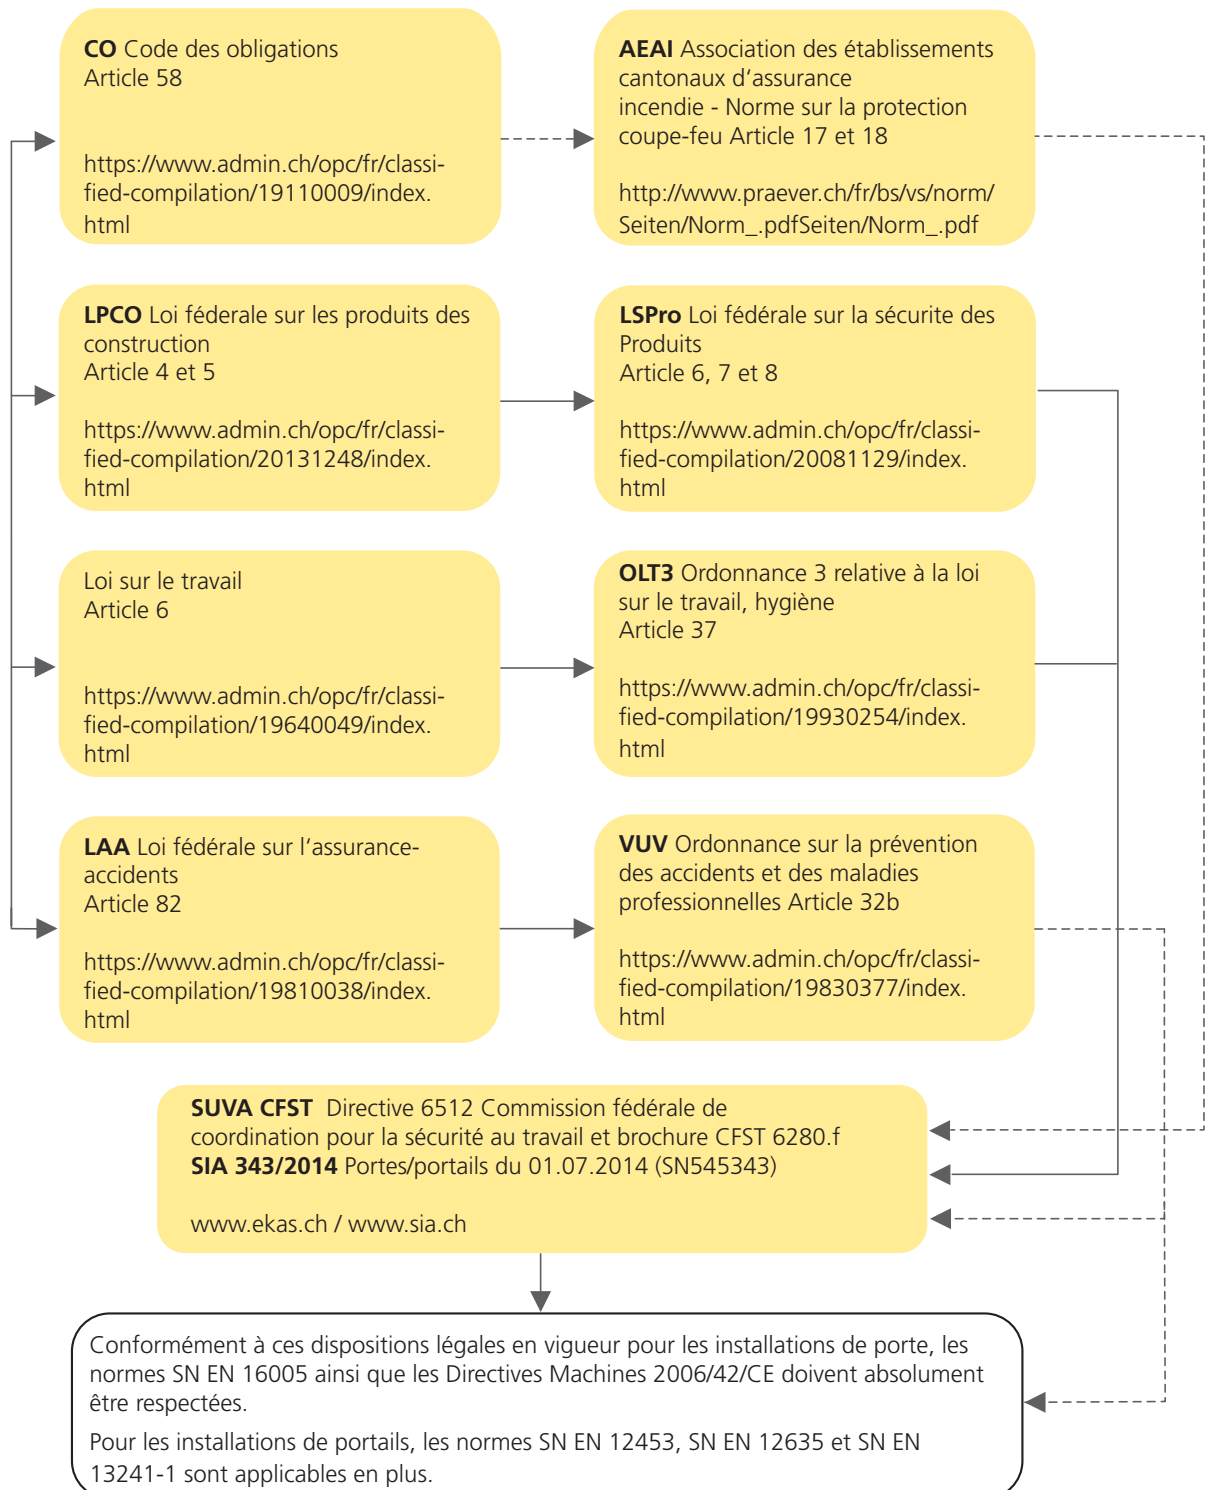 CO Code des obligations
Article 58
https://www.admin.ch/opc/fr/classi-
fied-compilation/19110009/index.
html
AEAI Association des établissements
cantonaux d'assurance
incendie - Norme sur la protection
coupe-feu Article 17 et 18
http://www.praever.ch/fr/bs/vs/norm/
Seiten/Norm_.pdfSeiten/Norm_.pdf
LPCO Loi féderale sur les produits des
construction
Article 4 et 5
https://www.admin.ch/opc/fr/classi-
fied-compilation/20131248/index.
html
LSPro Loi fédérale sur la sécurite des
Produits
Article 6, 7 et 8
https://www.admin.ch/opc/fr/classi-
fied-compilation/20081129/index.
html
Loi sur le travail
Article 6
https://www.admin.ch/opc/fr/classi-
fied-compilation/19640049/index.
html
OLT3 Ordonnance 3 relative à la loi
sur le travail, hygiène
Article 37
https://www.admin.ch/opc/fr/classi-
fied-compilation/19930254/index.
html
LAA Loi fédérale sur l'assurance-
accidents
Article 82
https://www.admin.ch/opc/fr/classi-
fied-compilation/19810038/index.
html
VUV Ordonnance sur la prévention
des accidents et des maladies
professionnelles Article 32b
https://www.admin.ch/opc/fr/classi-
fied-compilation/19830377/index.
html
SUVA CFST Directive 6512 Commission fédérale de
coordination pour la sécurité au travail et brochure CFST 6280.f
SIA 343/2014 Portes/portails du 01.07.2014 (SN545343)
www.ekas.ch / www.sia.ch
Conformément à ces dispositions légales en vigueur pour les installations de porte, les
normes SN EN 16005 ainsi que les Directives Machines 2006/42/CE doivent absolument
être respectées.
Pour les installations de portails, les normes SN EN 12453, SN EN 12635 et SN EN
13241-1 sont applicables en plus.